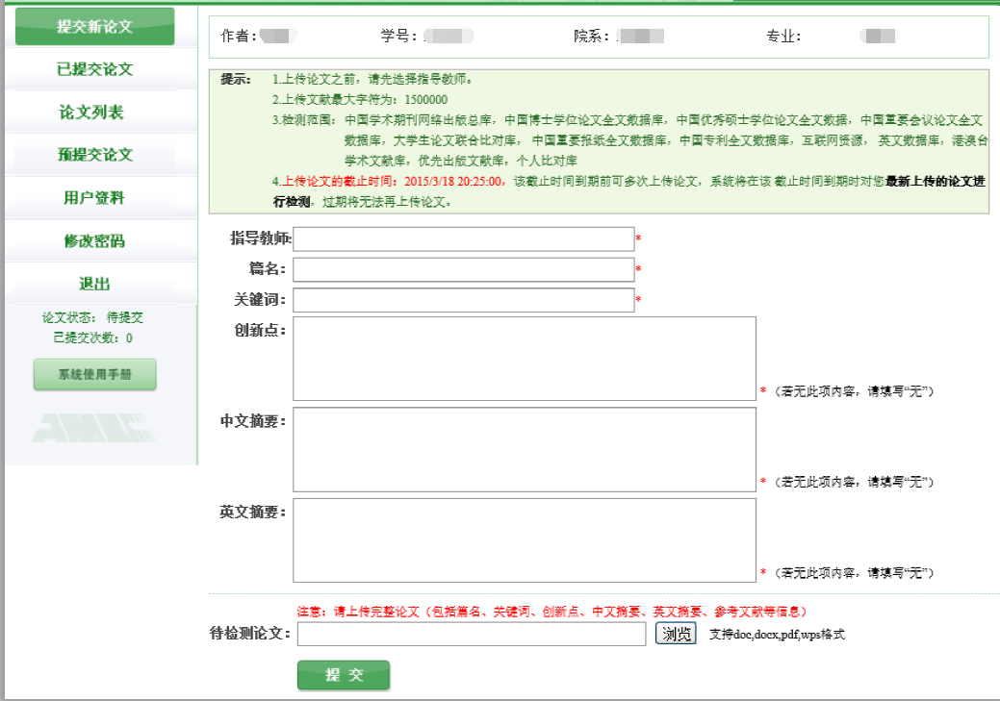 提交新论文
已提交论文
论文列表
预提交论文
用户资料
修改密码
退出
论文状态： 待提交
已提交次数：0
系统使用手册
AMLC
作者： 学号： 院系： 专业：
提示： 1.上传论文之前，请先选择指导教师。
2.上传文献最大字符为：1500000
3.检测范围： 中国学术期刊网络出版总库，中国博士学位论文全文数据库，中国优秀硕士学位论文全文数据，中国重要会议论文全文
数据库，大学生论文联合比对库， 中国重要报纸全文数据库，中国专利全文数据库，互联网资源， 英文数据库，港澳台
学术文献库，优先出版文献库，个人比对库
4.上传论文的截止时间：2015/3/18 20:25:00，该截止时间到期前可多次上传论文，系统将在该 截止时间到期时对您最新上传的论文进
行检测，过期将无法再上传论文。
指导教师: *
篇名： *
关键词： *
创新点： *（若无此项内容，请填写“无”）
中文摘要： *（若无此项内容，请填写“无”）
英文摘要： *（若无此项内容，请填写“无”）
注意：请上传完整论文（包括篇名、关键词、创新点、中文摘要、英文摘要、参考文献等信息）
待检测论文： 浏览 支持doc,docx,pdf,wps格式
提 交